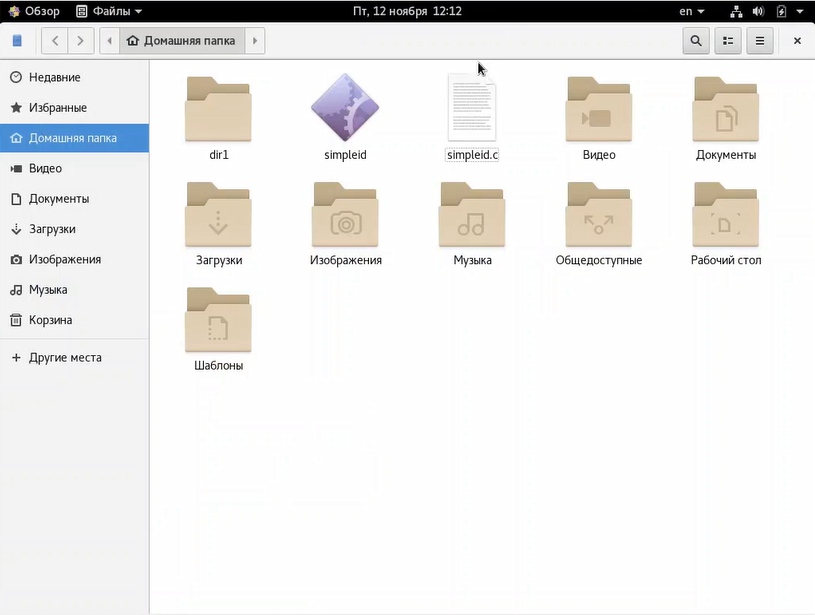 Обзор Файлы Пт, 12 ноября 12:12 en
Домашняя папка
Недавние
Избранные
Домашняя папка
Видео
Документы
Загрузки
Изображения
Музыка
Корзина
Другие места
dir1 simpleid simpleid.c Видео Документы
Загрузки Изображения Музыка Общедоступные Рабочий стол
Шаблоны